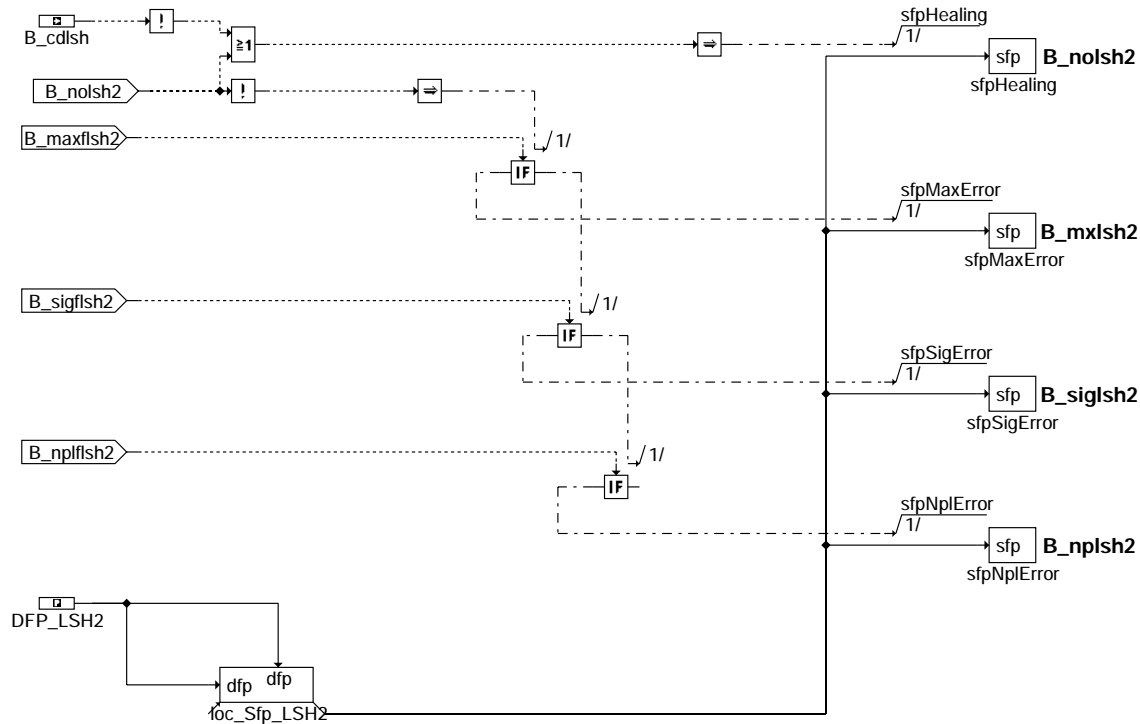 sfpHealing
B_cdlsh
!
≧1
⇒
1/
sfp
B_nolsh2
sfpHealing
B_nolsh2
!
⇒
B_maxflsh2
1/
IF
sfpMaxError
1/
sfp
B_mxlsh2
sfpMaxError
B_sigflsh2
1/
IF
sfpSigError
1/
sfp
B_siglsh2
sfpSigError
B_nplflsh2
1/
IF
sfpNplError
1/
sfp
B_nplsh2
sfpNplError
DFP_LSH2
dfp
dfp
loc_Sfp_LSH2